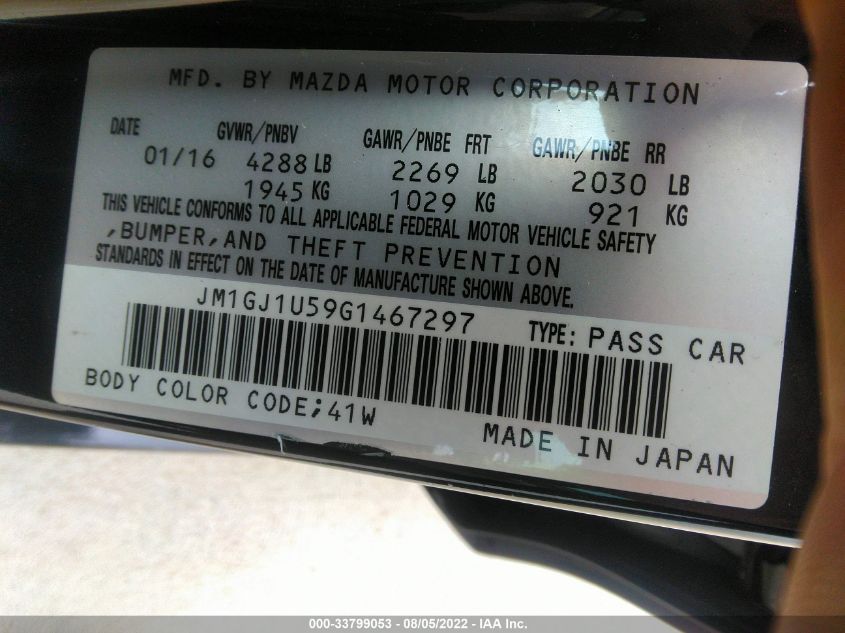 MFD. BY MAZDA MOTOR CORPORATION
DATE GVWR/PNBV GAWR/PNBE FRT GAWR/PNBE RR
01/16 4288 LB 2269 LB 2030 LB
1945 KG 1029 KG 921 KG
THIS VEHICLE CONFORMS TO ALL APPLICABLE FEDERAL MOTOR VEHICLE SAFETY
,BUMPER,AND THEFT PREVENTION
STANDARDS IN EFFECT ON THE DATE OF MANUFACTURE SHOWN ABOVE.
JM1GJ1U59G1467297 TYPE: PASS CAR
BODY COLOR CODE;41W
MADE IN JAPAN
000-33799053 - 08/05/2022 - IAA Inc.